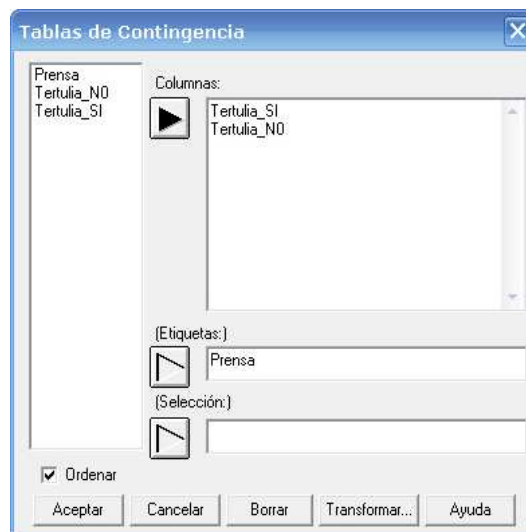 Tablas de Contingencia
Prensa
Tertulia_NO
Tertulia_SI
Columnas:
Tertulia_SI
Tertulia_NO
(Etiquetas:)
Prensa
(Selección:)
Ordenar
Aceptar
Cancelar
Borrar
Transformar...
Ayuda